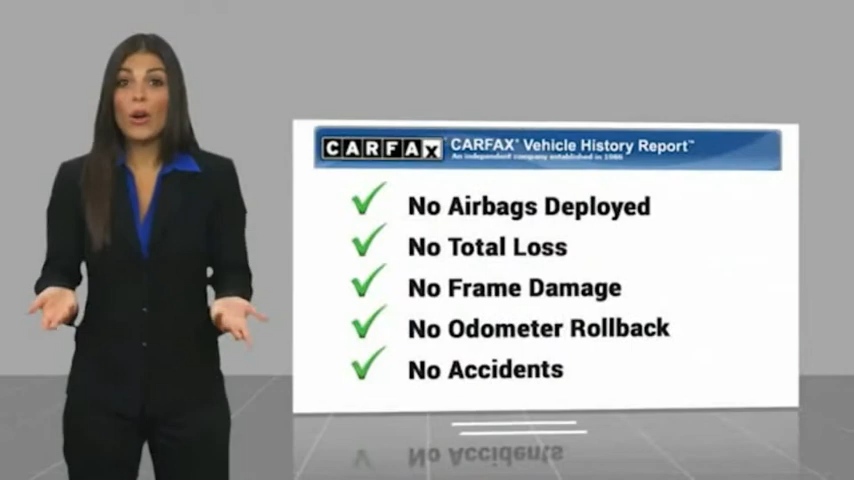 CARFAX
CARFAX® Vehicle History Report™
An independent company established in 1986
No Airbags Deployed
No Total Loss
No Frame Damage
No Odometer Rollback
No Accidents
No Accidents